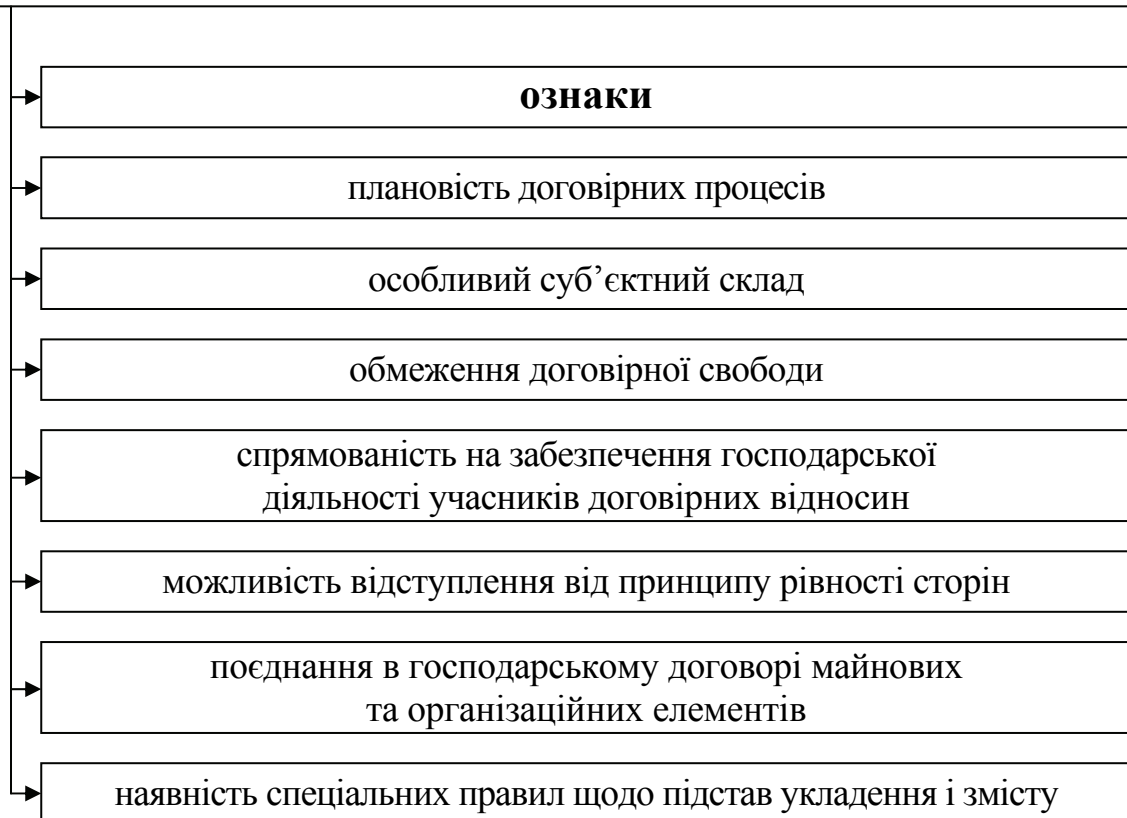 ознаки
плановість договірних процесів
особливий суб’єктний склад
обмеження договірної свободи
спрямованість на забезпечення господарської
діяльності учасників договірних відносин
можливість відступлення від принципу рівності сторін
поєднання в господарському договорі майнових
та організаційних елементів
наявність спеціальних правил щодо підстав укладення і змісту